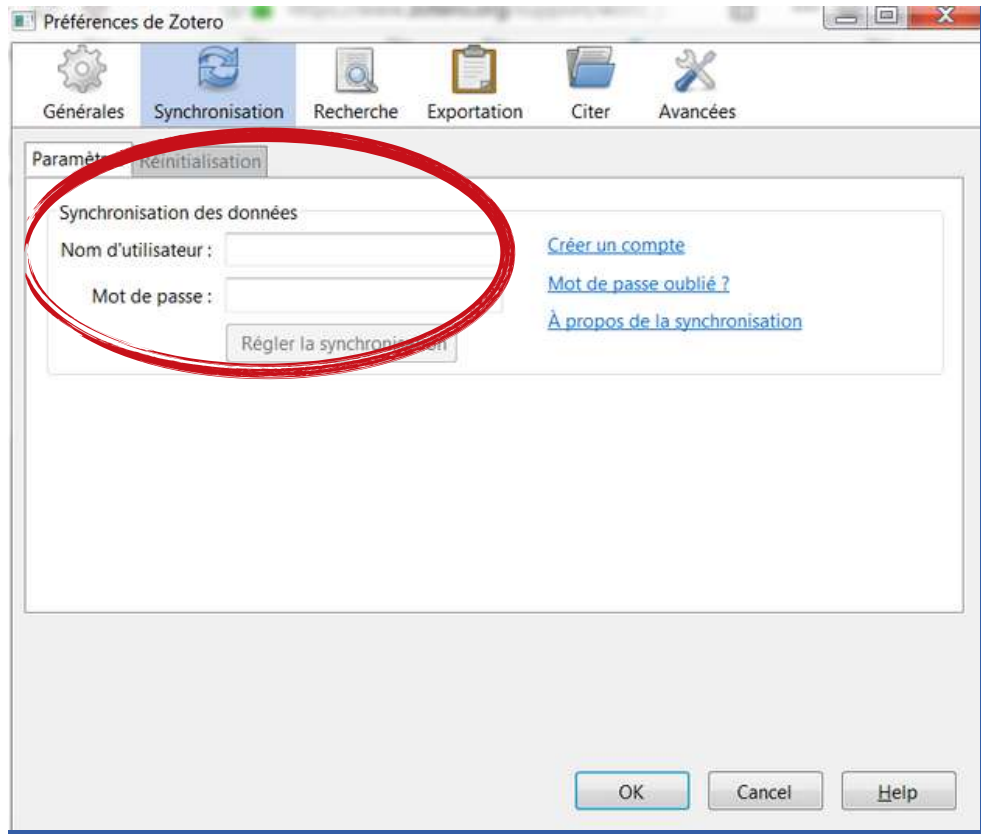 Préférences de Zotero
Générales Synchronisation Recherche Exportation Citer Avancées
Paramètres Réinitialisation
Synchronisation des données
Nom d'utilisateur : Créer un compte
Mot de passe : Mot de passe oublié ?
À propos de la synchronisation
Régler la synchronisation
OK Cancel Help